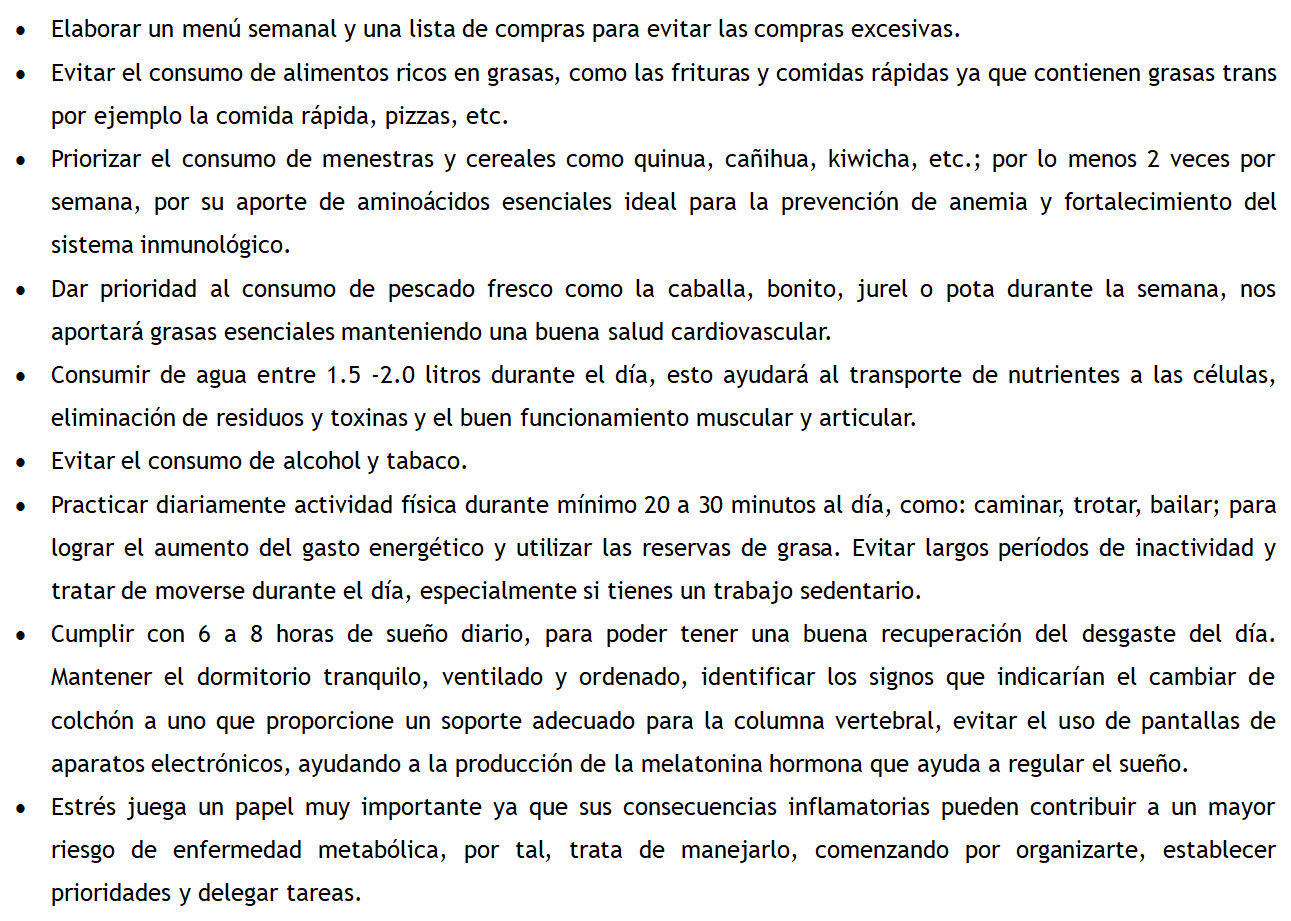 • Elaborar un menú semanal y una lista de compras para evitar las compras excesivas.
• Evitar el consumo de alimentos ricos en grasas, como las frituras y comidas rápidas ya que contienen grasas trans
por ejemplo la comida rápida, pizzas, etc.
• Priorizar el consumo de menestras y cereales como quinua, cañihua, kiwicha, etc.; por lo menos 2 veces por
semana, por su aporte de aminoácidos esenciales ideal para la prevención de anemia y fortalecimiento del
sistema inmunológico.
• Dar prioridad al consumo de pescado fresco como la caballa, bonito, jurel o pota durante la semana, nos
aportará grasas esenciales manteniendo una buena salud cardiovascular.
• Consumir de agua entre 1.5 -2.0 litros durante el día, esto ayudará al transporte de nutrientes a las células,
eliminación de residuos y toxinas y el buen funcionamiento muscular y articular.
• Evitar el consumo de alcohol y tabaco.
• Practicar diariamente actividad física durante mínimo 20 a 30 minutos al día, como: caminar, trotar, bailar; para
lograr el aumento del gasto energético y utilizar las reservas de grasa. Evitar largos períodos de inactividad y
tratar de moverse durante el día, especialmente si tienes un trabajo sedentario.
• Cumplir con 6 a 8 horas de sueño diario, para poder tener una buena recuperación del desgaste del día.
Mantener el dormitorio tranquilo, ventilado y ordenado, identificar los signos que indicarían el cambiar de
colchón a uno que proporcione un soporte adecuado para la columna vertebral, evitar el uso de pantallas de
aparatos electrónicos, ayudando a la producción de la melatonina hormona que ayuda a regular el sueño.
• Estrés juega un papel muy importante ya que sus consecuencias inflamatorias pueden contribuir a un mayor
riesgo de enfermedad metabólica, por tal, trata de manejarlo, comenzando por organizarte, establecer
prioridades y delegar tareas.